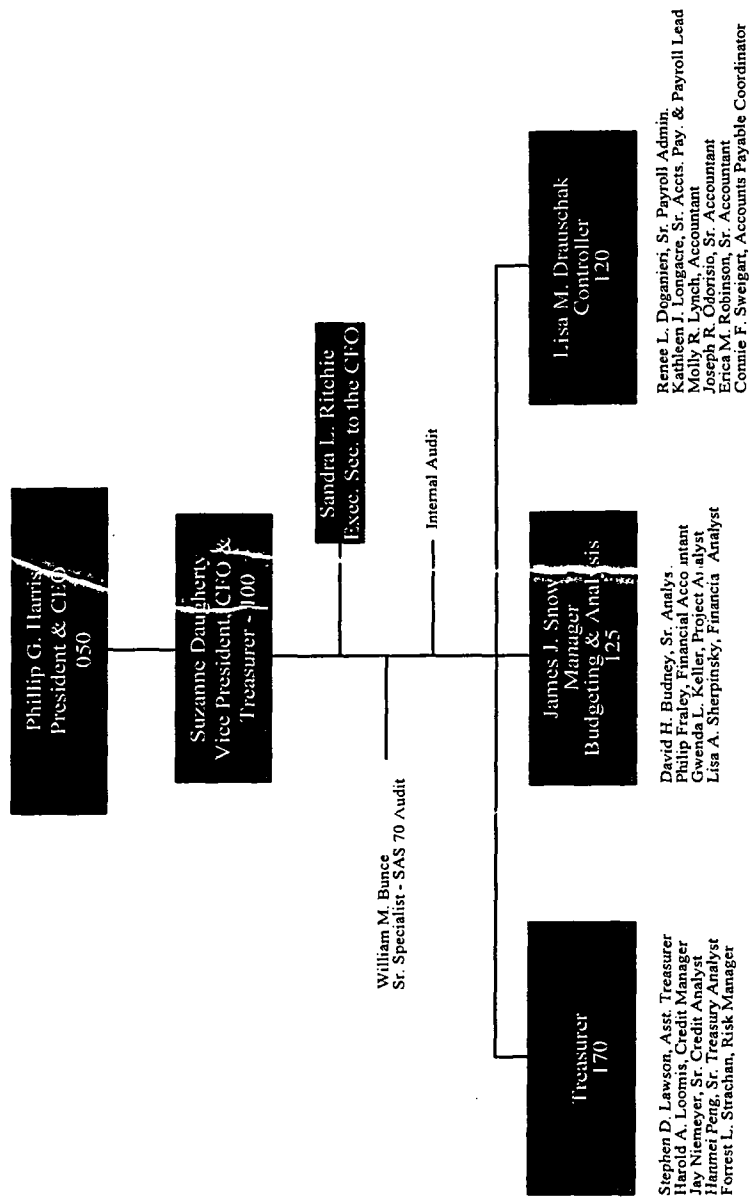 Phillip G. Harris
President & CEO
050
Suzanne Daugherty
Vice President, CFO &
Treasurer - 100
Sandra L. Ritchie
Exec. Sec. to the CFO
William M. Bunce
Sr. Specialist - SAS 70 Audit
Internal Audit
Treasurer
170
Stephen D. Lawson, Asst. Treasurer
Harold A. Loomis, Credit Manager
Jay Niemeyer, Sr. Credit Analyst
Hanmei Peng, Sr. Treasury Analyst
Forrest L. Strachan, Risk Manager
James J. Snow
Manager
Budgeting & Analysis
125
David H. Budney, Sr. Analys
Philip Fraley, Financial Accountant
Gwenda L. Keller, Project Analyst
Lisa A. Sherpinsky, Financia Analyst
Lisa M. Drauschak
Controller
120
Renee L. Doganieri, Sr. Payroll Admin.
Kathleen J. Longacre, Sr. Accts. Pay. & Payroll Lead
Molly R. Lynch, Accountant
Joseph R. Odorisio, Sr. Accountant
Erica M. Robinson, Sr. Accountant
Connie F. Sweigart, Accounts Payable Coordinator